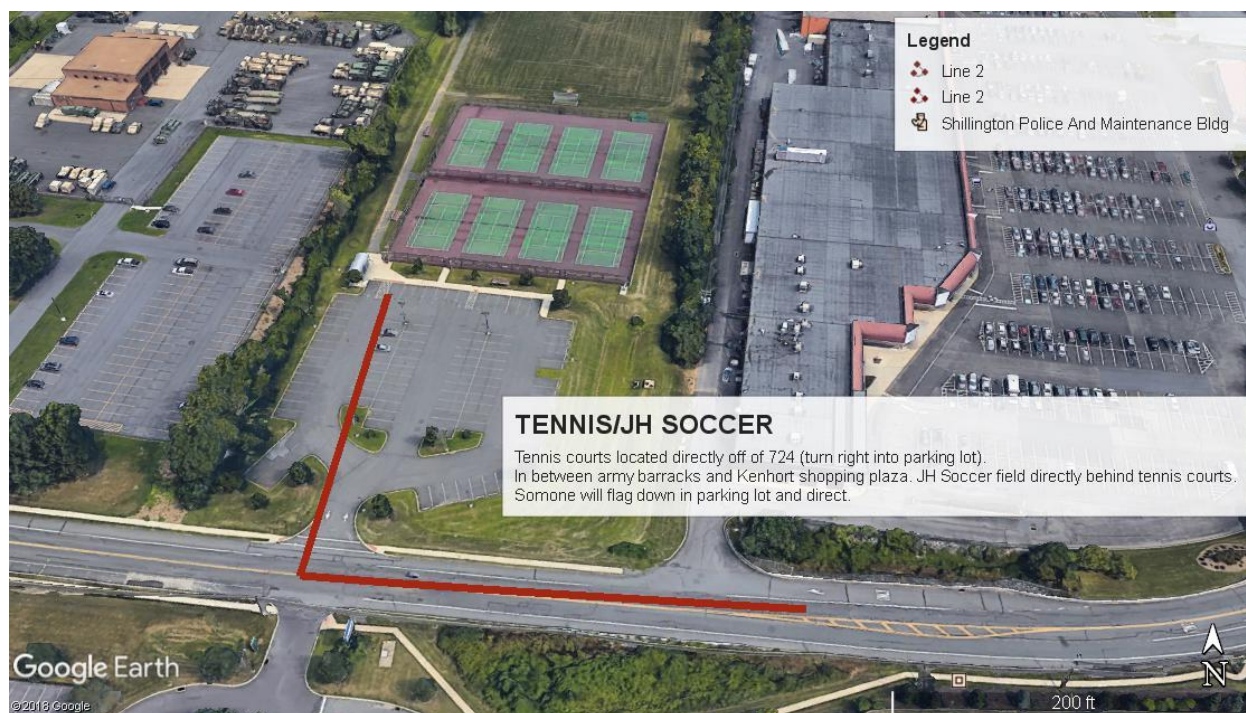 Legend
Line 2
Line 2
Shillington Police And Maintenance Bldg
TENNIS/JH SOCCER
Tennis courts located directly off of 724 (turn right into parking lot).
In between army barracks and Kenhort shopping plaza. JH Soccer field directly behind tennis courts.
Somone will flag down in parking lot and direct.
Google Earth
N
©2018 Google
200 ft